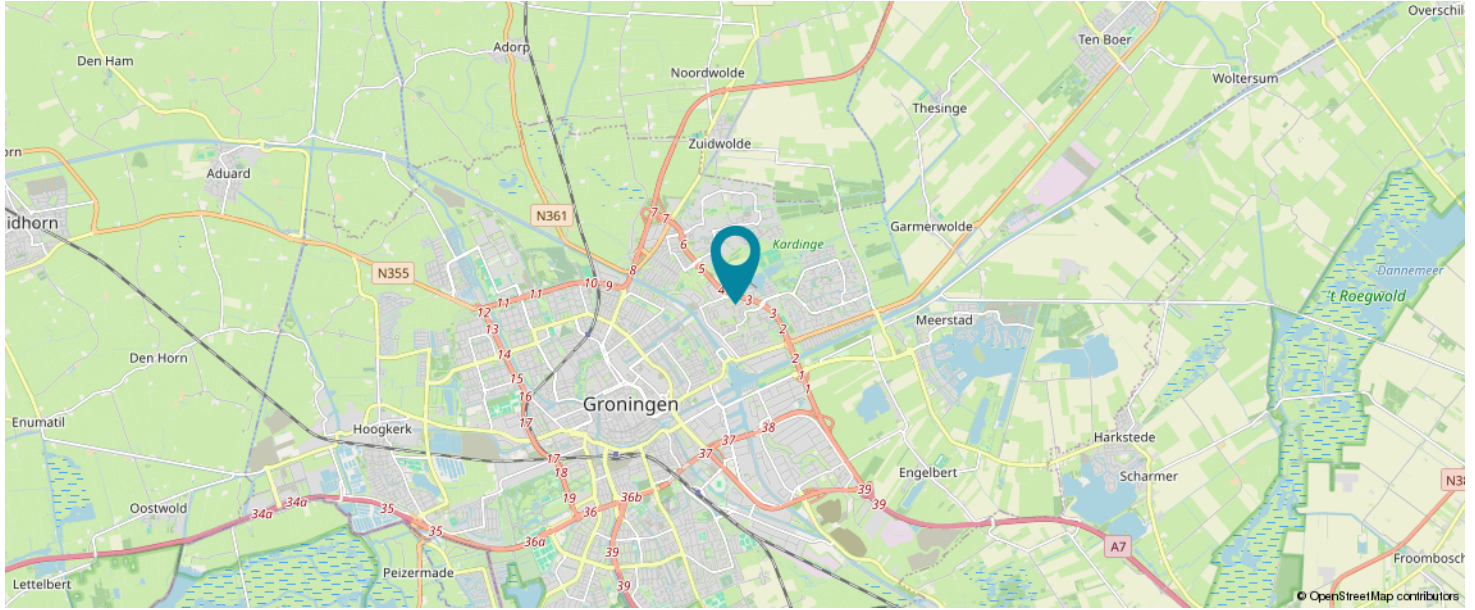 Overschil
Adorp
Ten Boer
Den Ham
Noordwolde
Woltersum
Thesinge
Zuidwolde
orn
Aduard
N361
7
7
idhorn
Garmerwolde
6
Kardinge
8
5
Dannemeer
N355
10
9
4
3
't Roegwold
11
11
12
3
Meerstad
13
2
14
2
Den Horn
15
1
1
16
Groningen
Enumatil
17
Hoogkerk
38
37
Harkstede
37
17
18
Engelbert
Scharmer
N38
39
19
36b
39
Oostwold
34a
34a
35
36
35
36a
A7
39
Froombosch
Peizermade
Lettelbert
39
© OpenStreetMap contributors